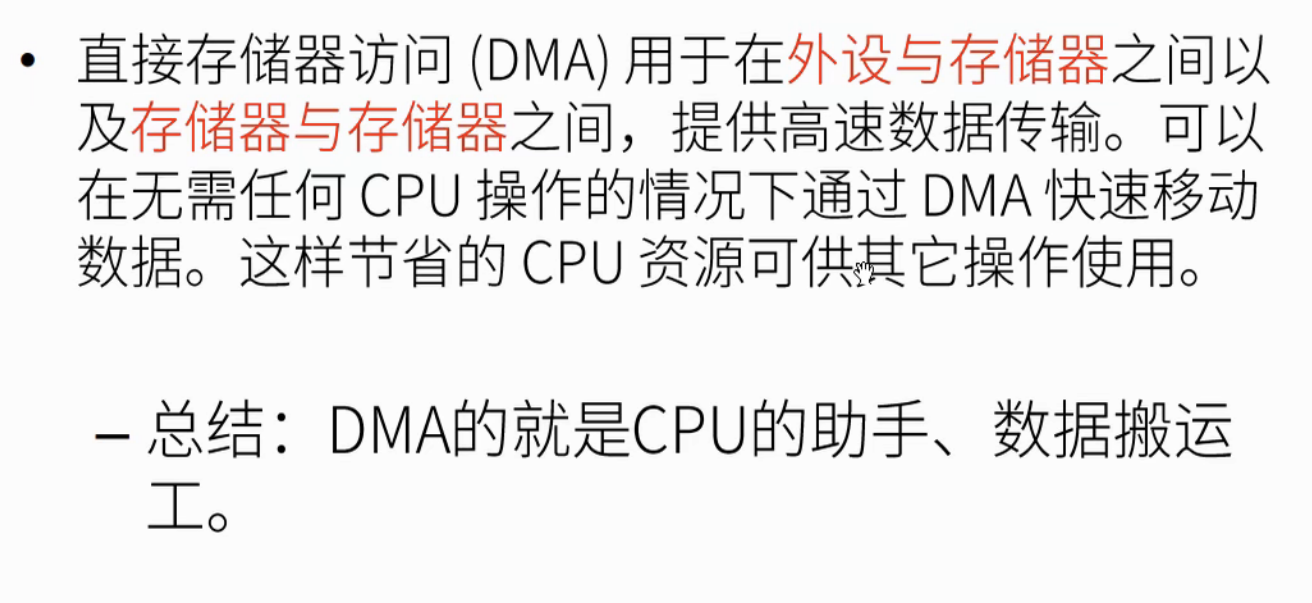 • 直接存储器访问 (DMA) 用于在外设与存储器之间以
及存储器与存储器之间，提供高速数据传输。可以
在无需任何 CPU 操作的情况下通过 DMA 快速移动
数据。这样节省的 CPU 资源可供其它操作使用。
– 总结：DMA的就是CPU的助手、数据搬运
工。